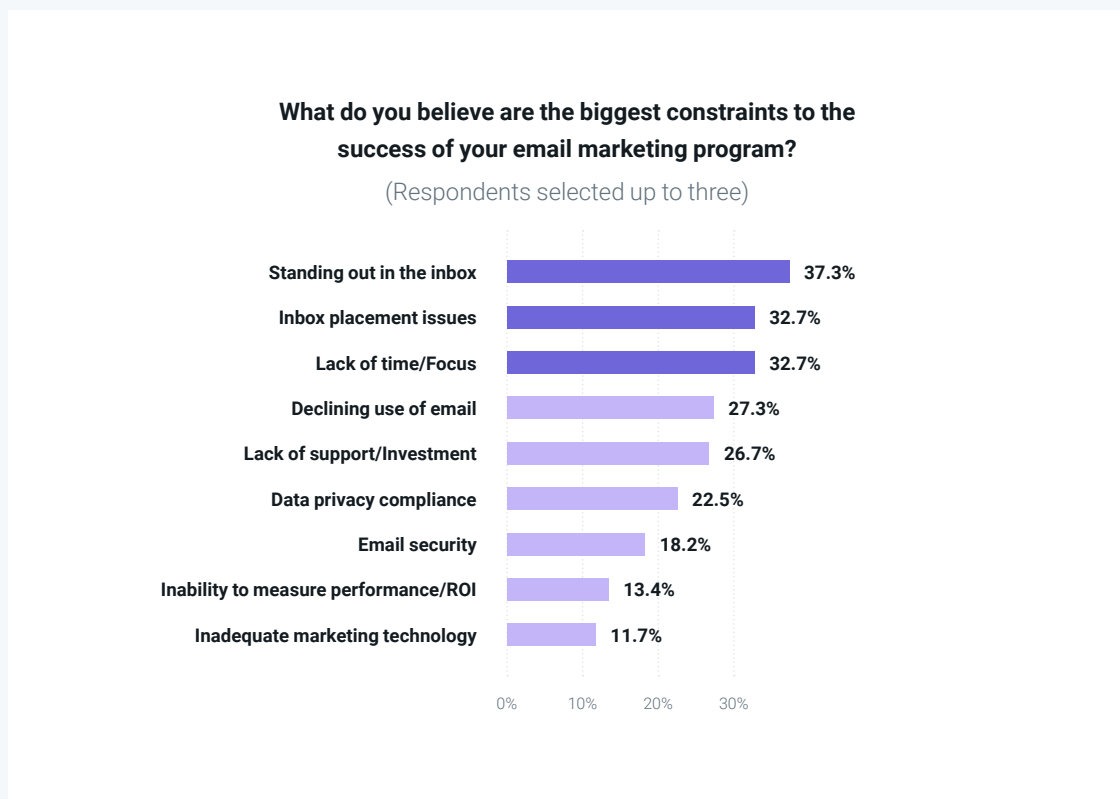 What do you believe are the biggest constraints to the
success of your email marketing program?
(Respondents selected up to three)
Standing out in the inbox 37.3%
Inbox placement issues 32.7%
Lack of time/Focus 32.7%
Declining use of email 27.3%
Lack of support/Investment 26.7%
Data privacy compliance 22.5%
Email security 18.2%
Inability to measure performance/ROI 13.4%
Inadequate marketing technology 11.7%
0% 10% 20% 30%